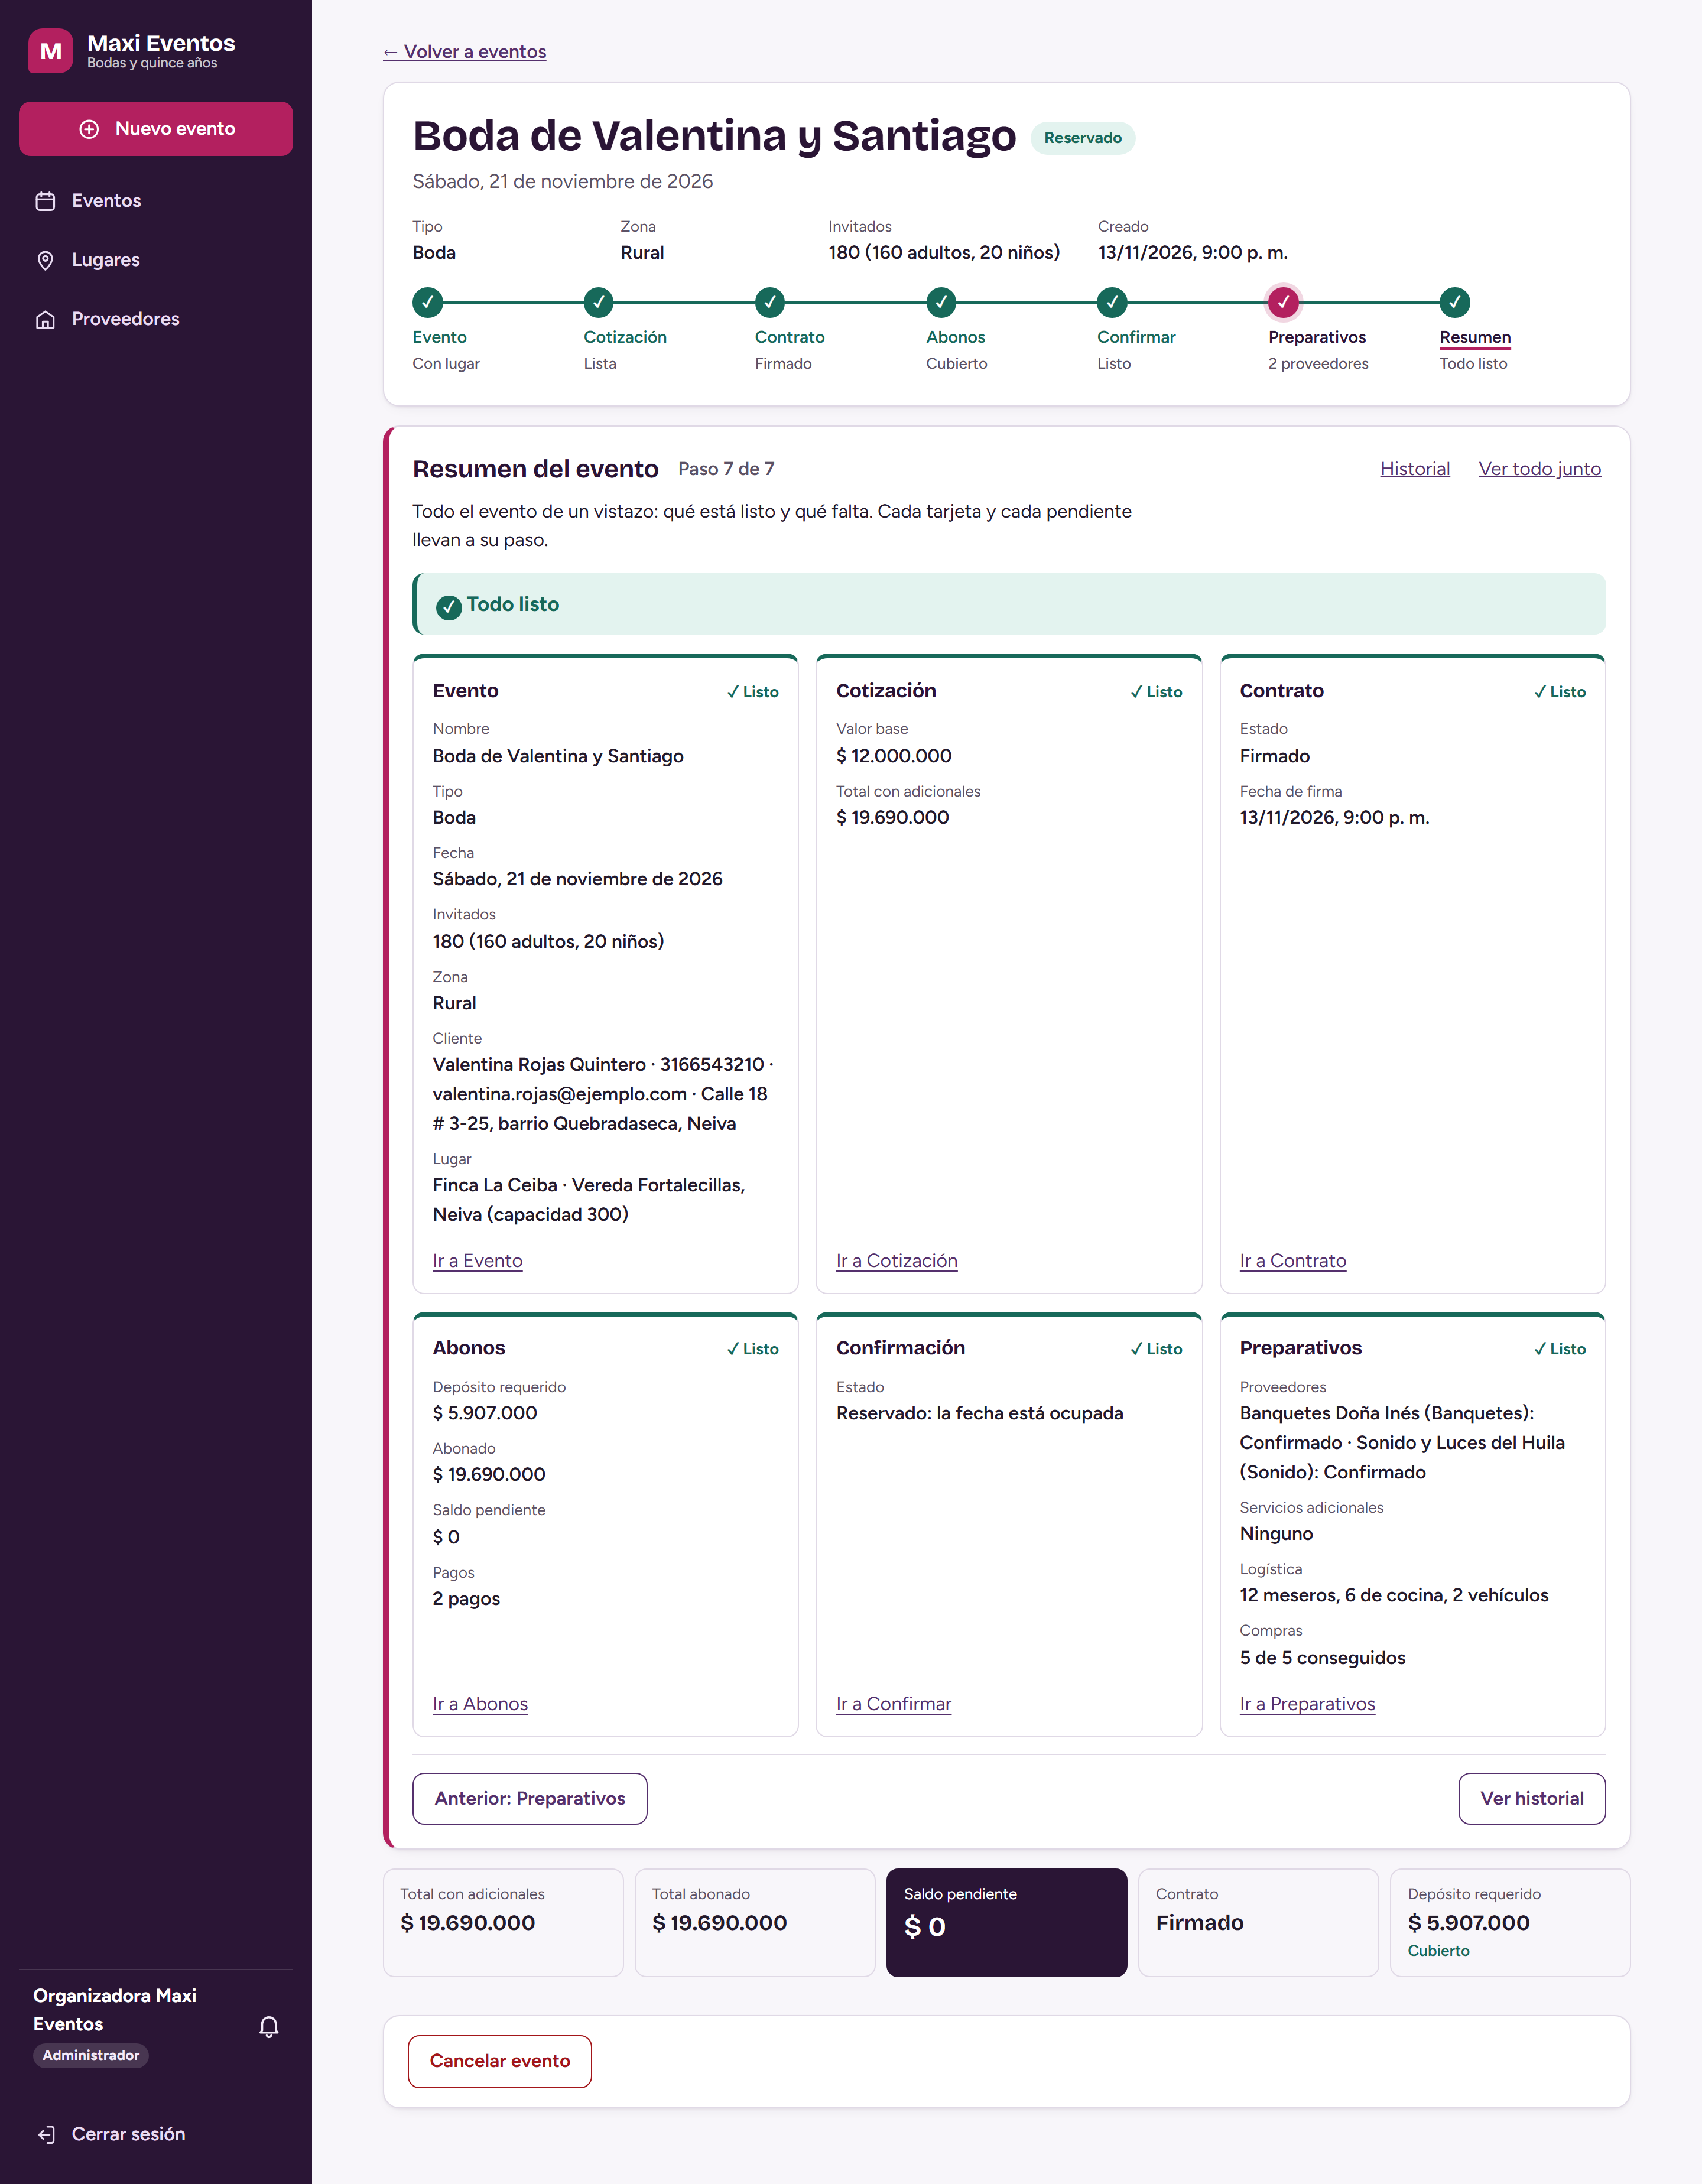 M
Maxi Eventos
Bodas y quince años
Nuevo evento
Eventos
Lugares
Proveedores
Organizadora Maxi
Eventos
Administrador
Cerrar sesión
← Volver a eventos
Boda de Valentina y Santiago
Reservado
Sábado, 21 de noviembre de 2026
Tipo
Boda
Zona
Rural
Invitados
180 (160 adultos, 20 niños)
Creado
13/11/2026, 9:00 p. m.
✓ ✓ ✓ ✓ ✓ ✓ ✓
Evento
Con lugar
Cotización
Lista
Contrato
Firmado
Abonos
Cubierto
Confirmar
Listo
Preparativos
2 proveedores
Resumen
Todo listo
Resumen del evento
Paso 7 de 7
Historial
Ver todo junto
Todo el evento de un vistazo: qué está listo y qué falta. Cada tarjeta y cada pendiente
llevan a su paso.
✓ Todo listo
Evento
✓ Listo
Nombre
Boda de Valentina y Santiago
Tipo
Boda
Fecha
Sábado, 21 de noviembre de 2026
Invitados
180 (160 adultos, 20 niños)
Zona
Rural
Cliente
Valentina Rojas Quintero · 3166543210 ·
valentina.rojas@ejemplo.com · Calle 18
# 3-25, barrio Quebradaseca, Neiva
Lugar
Finca La Ceiba · Vereda Fortalecillas,
Neiva (capacidad 300)
Ir a Evento
Cotización
✓ Listo
Valor base
$ 12.000.000
Total con adicionales
$ 19.690.000
Ir a Cotización
Contrato
✓ Listo
Estado
Firmado
Fecha de firma
13/11/2026, 9:00 p. m.
Ir a Contrato
Abonos
✓ Listo
Depósito requerido
$ 5.907.000
Abonado
$ 19.690.000
Saldo pendiente
$ 0
Pagos
2 pagos
Ir a Abonos
Confirmación
✓ Listo
Estado
Reservado: la fecha está ocupada
Ir a Confirmar
Preparativos
✓ Listo
Proveedores
Banquetes Doña Inés (Banquetes):
Confirmado · Sonido y Luces del Huila
(Sonido): Confirmado
Servicios adicionales
Ninguno
Logística
12 meseros, 6 de cocina, 2 vehículos
Compras
5 de 5 conseguidos
Ir a Preparativos
Anterior: Preparativos
Ver historial
Total con adicionales
$ 19.690.000
Total abonado
$ 19.690.000
Saldo pendiente
$ 0
Contrato
Firmado
Depósito requerido
$ 5.907.000
Cubierto
Cancelar evento